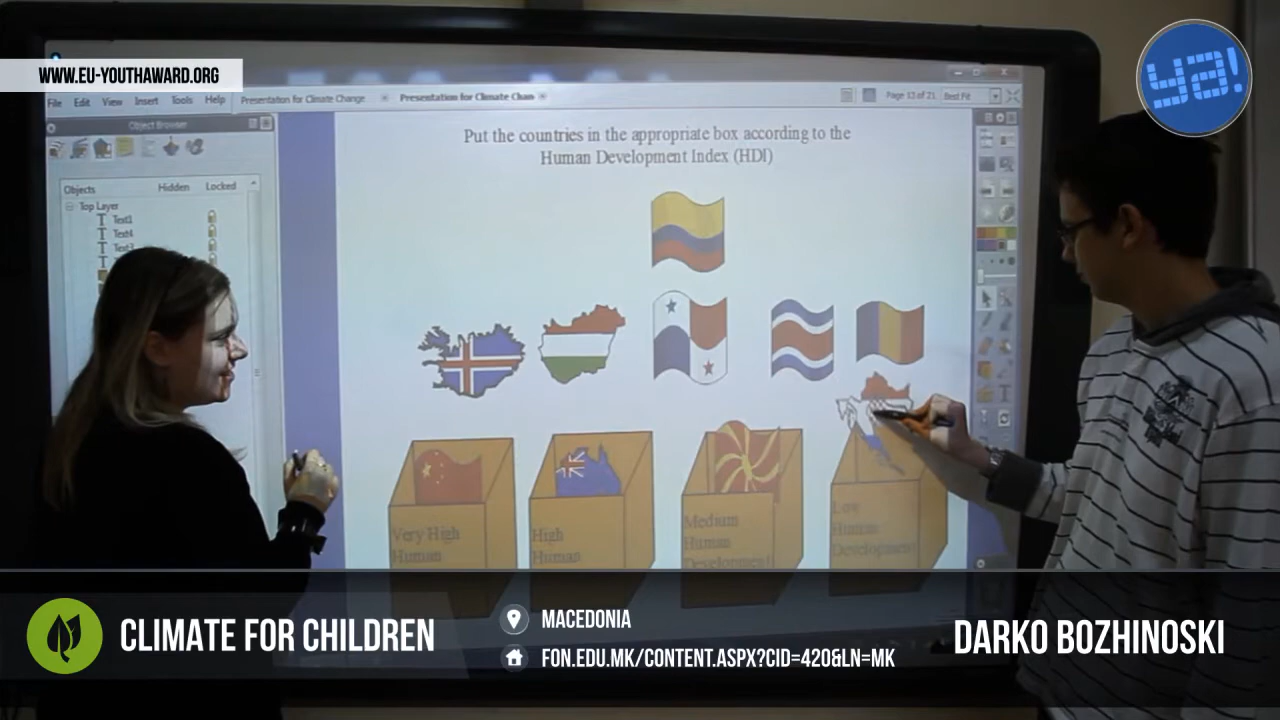 WWW.EU-YOUTHAWARD.ORG
ya!
File Edit View Insert Tools Help
Presentation for Climate Change
Presentation for Climate Chan
Page 13 of 21
Best Fit
Object Browser
Objects Hidden Locked
Top Layer
Text1
Text4
Text3
Put the countries in the appropriate box according to the
Human Development Index (HDI)
Very High
Human
High
Human
Medium
Human
Development
Low
Human
Development
CLIMATE FOR CHILDREN
MACEDONIA
FON.EDU.MK/CONTENT.ASPX?CID=420&LN=MK
DARKO BOZHINOSKI